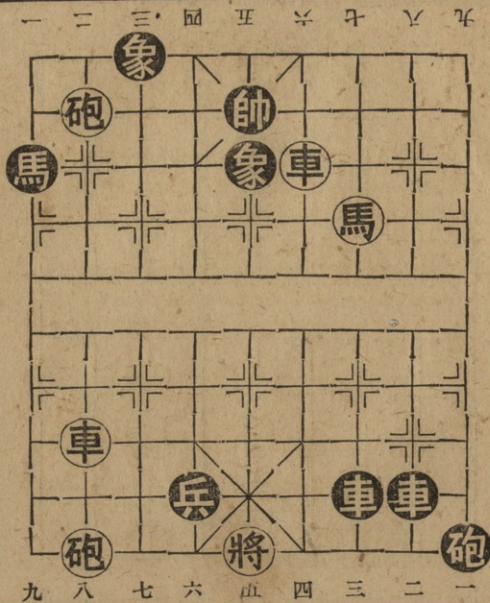 一 二 三 四 五 六 七 八 九
象
砲 帥
馬 象 車
馬
車
兵 車 車
砲 將 砲
九 八 七 六 五 四 三 二 一